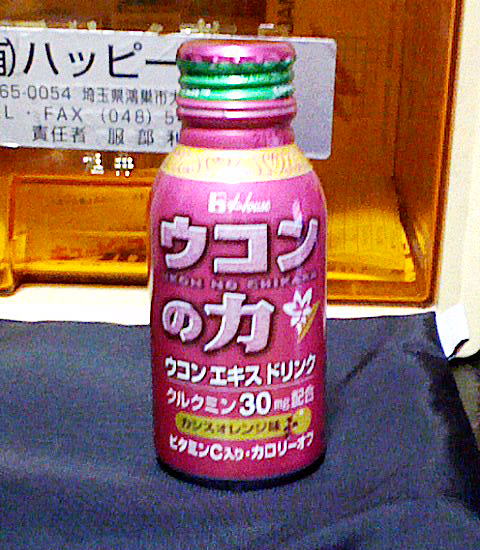 ハッピー
65-0054 埼玉県鴻巣市
FAX (048) 5
責任者 服部
House
ウコン
UKON NO CHIKARA
の力
ウコン エキス ドリンク
クルクミン 30mg配合
カシスオレンジ味
ビタミンC入り・カロリーオフ